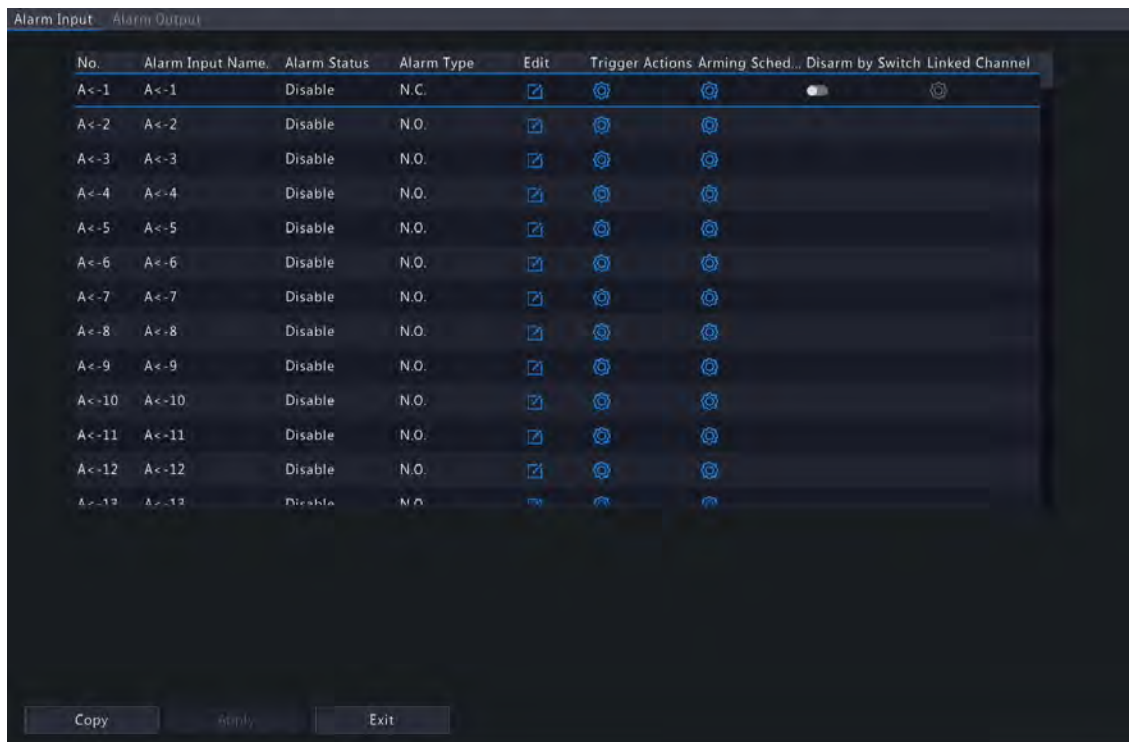 Alarm Input Alarm Output
No. Alarm Input Name. Alarm Status Alarm Type Edit Trigger Actions Arming Sched... Disarm by Switch Linked Channel
A<-1 A<-1 Disable N.C.
A<-2 A<-2 Disable N.O.
A<-3 A<-3 Disable N.O.
A<-4 A<-4 Disable N.O.
A<-5 A<-5 Disable N.O.
A<-6 A<-6 Disable N.O.
A<-7 A<-7 Disable N.O.
A<-8 A<-8 Disable N.O.
A<-9 A<-9 Disable N.O.
A<-10 A<-10 Disable N.O.
A<-11 A<-11 Disable N.O.
A<-12 A<-12 Disable N.O.
A<-13 A<-13 Disable N.O.
Copy Apply Exit